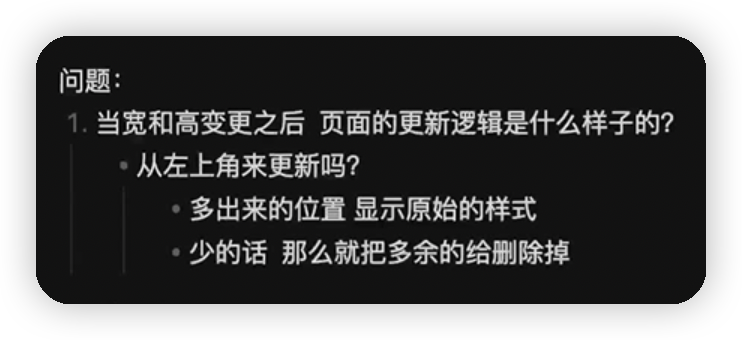 问题：
1. 当宽和高变更之后 页面的更新逻辑是什么样子的？
• 从左上角来更新吗？
• 多出来的位置 显示原始的样式
• 少的话 那么就把多余的给删除掉